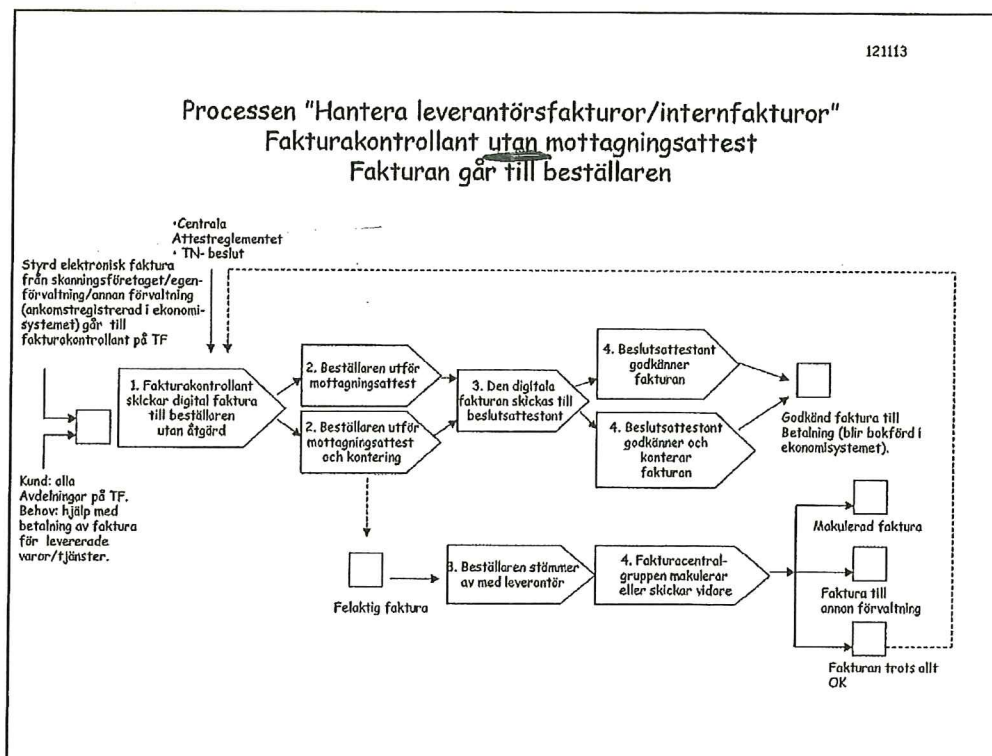 121113
Processen "Hantera leverantörsfakturor/internfakturor"
Fakturakontrollant utan mottagningsattest
Fakturan går till beställaren
•Centrala
Attestreglementet
• TN- beslut
Styrd elektronisk faktura
från skanningsföretaget/egen-
förvaltning/annan förvaltning
(ankomstregistrerad i ekonomi-
systemet) går till
fakturakontrollant på TF
1. Fakturakontrollant
skickar digital faktura
till beställaren
utan åtgärd
2. Beställaren utför
mottagningsattest
2. Beställaren utför
mottagningsattest
och kontering
3. Den digitala
fakturan skickas till
beslutsattestant
4. Beslutsattestant
godkänner
fakturan
4. Beslutsattestant
godkänner och
konterar
fakturan
Godkänd faktura till
Betalning (blir bokförd i
ekonomisystemet).
Kund: alla
Avdelningar på TF.
Behov: hjälp med
betalning av faktura
för levererade
varor/tjänster.
Felaktig faktura
3. Beställaren stämmer
av med leverantör
4. Fakturacentral-
gruppen makulerar
eller skickar vidare
Makulerad faktura
Faktura till
annan förvaltning
Fakturan trots allt
OK